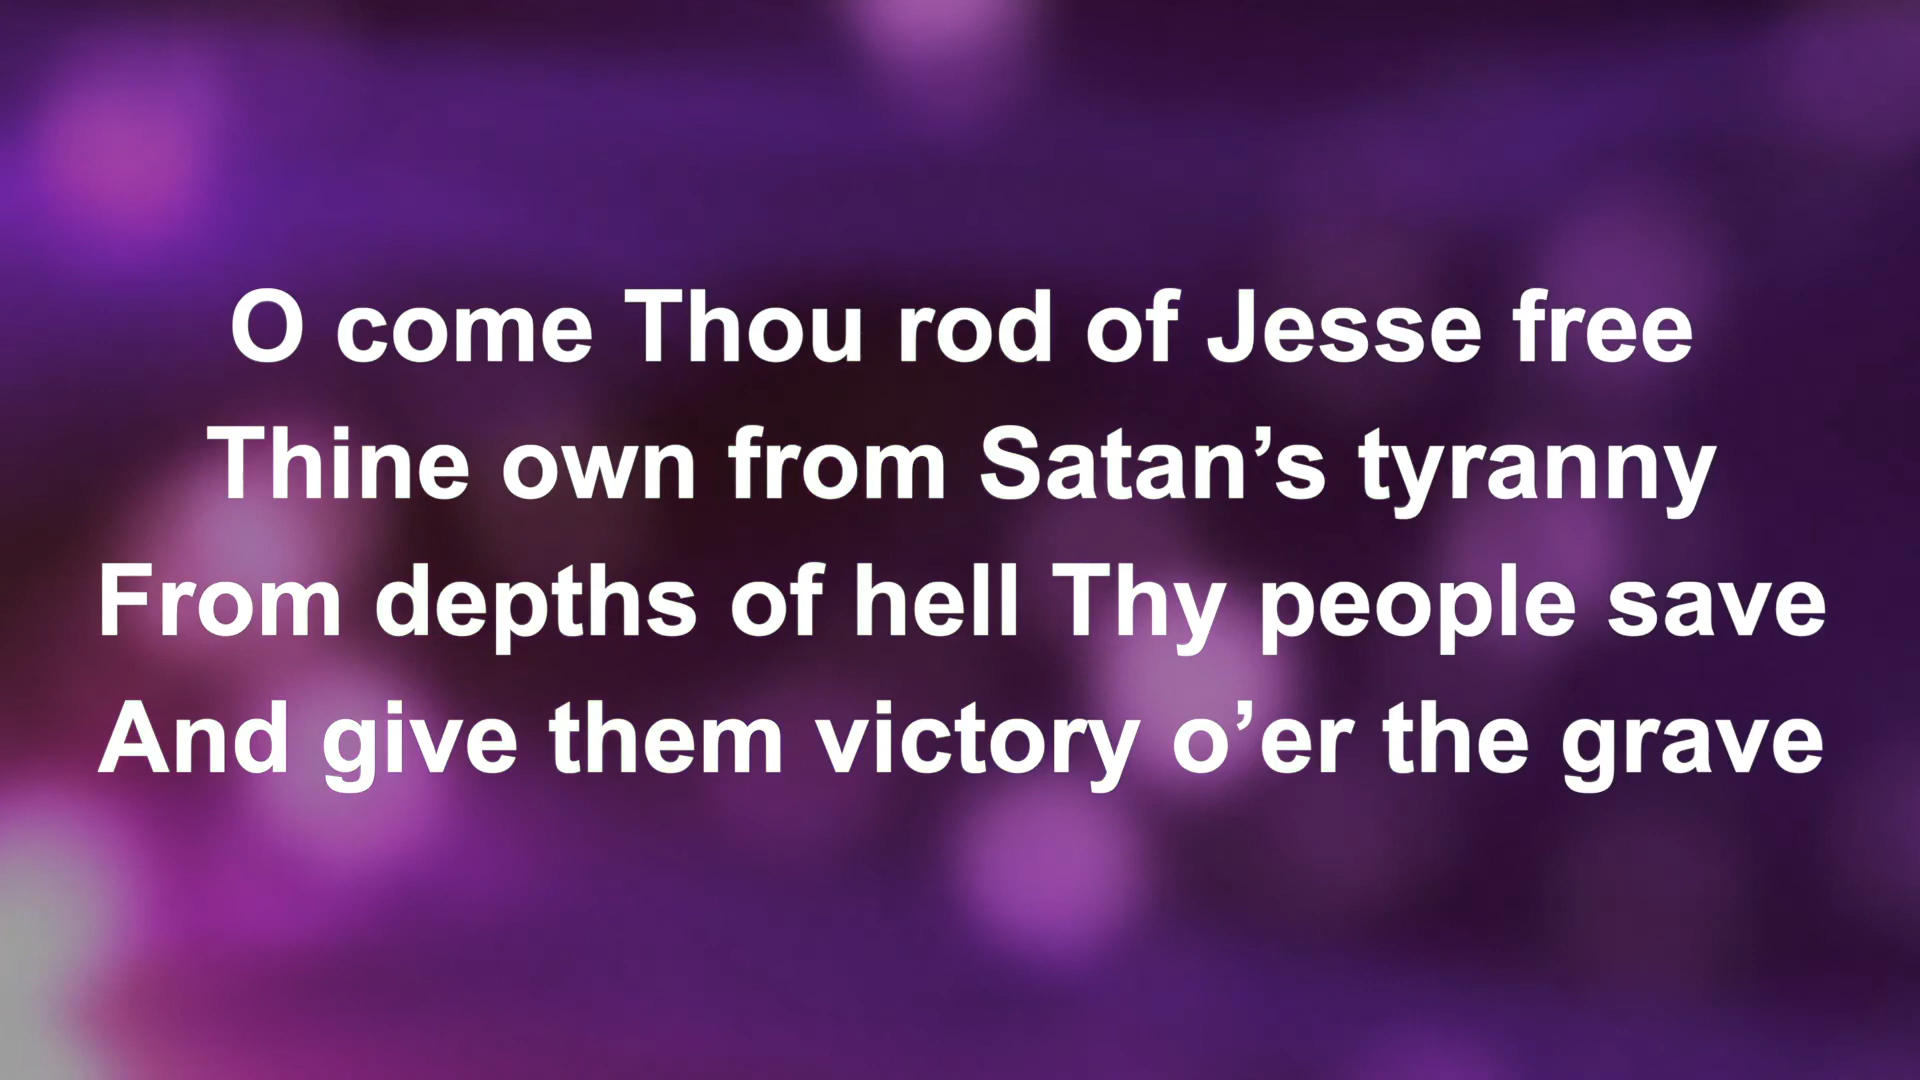 O come Thou rod of Jesse free
Thine own from Satan’s tyranny
From depths of hell Thy people save
And give them victory o’er the grave